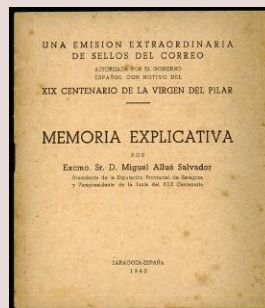 UNA EMISION EXTRAORDINARIA
DE SELLOS DEL CORREO
AUTORIZADA POR EL GOBIERNO
ESPAÑOL CON MOTIVO DEL
XIX CENTENARIO DE LA VIRGEN DEL PILAR
MEMORIA EXPLICATIVA
POR
Excmo. Sr. D. Miguel Allué Salvador
Presidente de la Diputación Provincial de Zaragoza
y Vicepresidente de la Junta del XIX Centenario
ZARAGOZA-ESPAÑA
1940